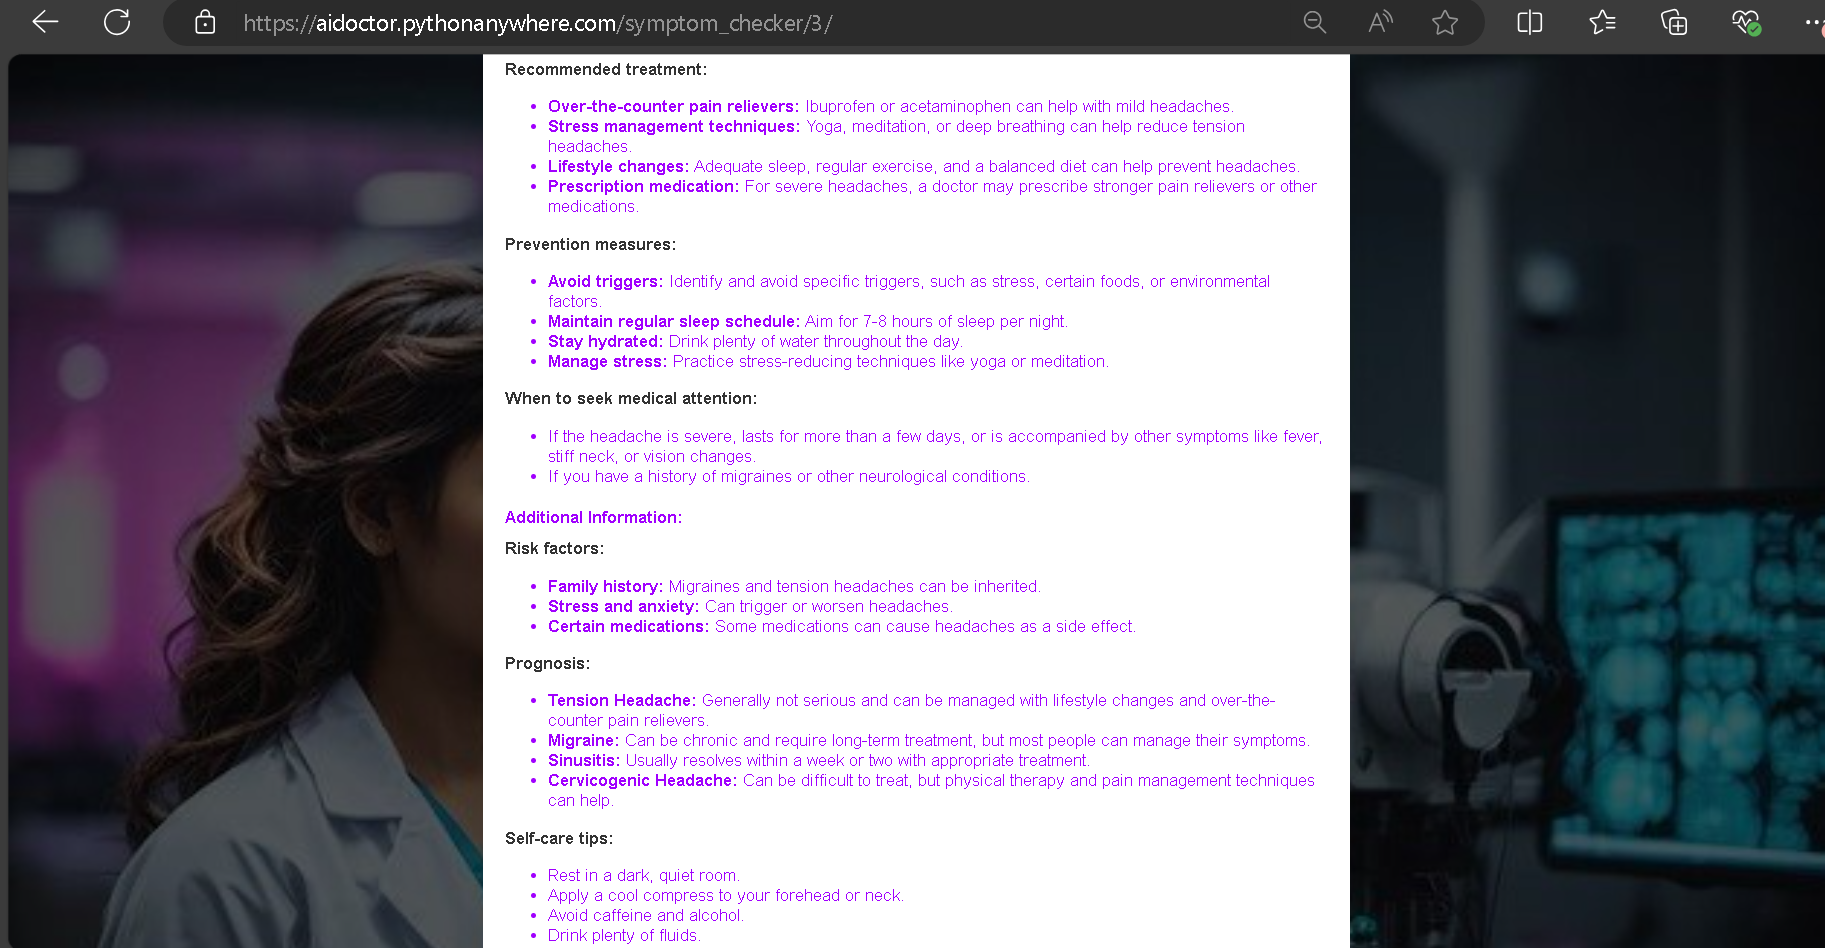 https://aidoctor.pythonanywhere.com/symptom_checker/3/
Recommended treatment:
• Over-the-counter pain relievers: Ibuprofen or acetaminophen can help with mild headaches.
• Stress management techniques: Yoga, meditation, or deep breathing can help reduce tension
headaches.
• Lifestyle changes: Adequate sleep, regular exercise, and a balanced diet can help prevent headaches.
• Prescription medication: For severe headaches, a doctor may prescribe stronger pain relievers or other
medications.
Prevention measures:
• Avoid triggers: Identify and avoid specific triggers, such as stress, certain foods, or environmental
factors.
• Maintain regular sleep schedule: Aim for 7-8 hours of sleep per night.
• Stay hydrated: Drink plenty of water throughout the day.
• Manage stress: Practice stress-reducing techniques like yoga or meditation.
When to seek medical attention:
• If the headache is severe, lasts for more than a few days, or is accompanied by other symptoms like fever,
stiff neck, or vision changes.
• If you have a history of migraines or other neurological conditions.
Additional Information:
Risk factors:
• Family history: Migraines and tension headaches can be inherited.
• Stress and anxiety: Can trigger or worsen headaches.
• Certain medications: Some medications can cause headaches as a side effect.
Prognosis:
• Tension Headache: Generally not serious and can be managed with lifestyle changes and over-the-
counter pain relievers.
• Migraine: Can be chronic and require long-term treatment, but most people can manage their symptoms.
• Sinusitis: Usually resolves within a week or two with appropriate treatment.
• Cervicogenic Headache: Can be difficult to treat, but physical therapy and pain management techniques
can help.
Self-care tips:
• Rest in a dark, quiet room.
• Apply a cool compress to your forehead or neck.
• Avoid caffeine and alcohol.
• Drink plenty of fluids.